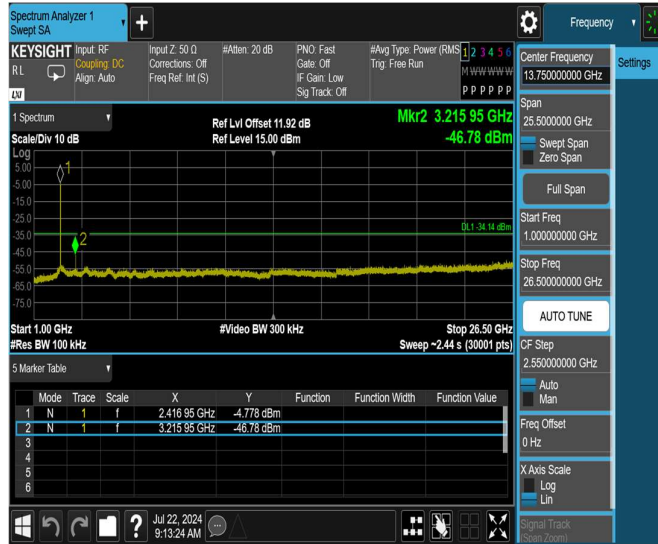 Spectrum Analyzer 1
Swept SA
+
Frequency
KEYSIGHT
RL
LXI
Input: RF
Coupling: DC
Align: Auto
Input Z: 50 Ω
Corrections: Off
Freq Ref: Int (S)
#Atten: 20 dB
PNO: Fast
Gate: Off
IF Gain: Low
Sig Track: Off
#Avg Type: Power (RMS
Trig: Free Run
1 2 3 4 5 6
M W W W W W
P P P P P P
1 Spectrum
Scale/Div 10 dB
Ref Lvl Offset 11.92 dB
Ref Level 15.00 dBm
Mkr2 3.215 95 GHz
-46.78 dBm
Log
5.00
-5.00
-15.0
-25.0
-35.0
-45.0
-55.0
-65.0
-75.0
1
2
DL1 -34.14 dBm
Start 1.00 GHz
#Video BW 300 kHz
Stop 26.50 GHz
#Res BW 100 kHz
Sweep ~2.44 s (30001 pts)
5 Marker Table
Mode Trace Scale X Y Function Function Width Function Value
1 N 1 f 2.416 95 GHz -4.778 dBm
2 N 1 f 3.215 95 GHz -46.78 dBm
3
4
5
6
Jul 22, 2024
9:13:24 AM
Center Frequency
13.750000000 GHz
Settings
Span
25.5000000 GHz
Swept Span
Zero Span
Full Span
Start Freq
1.000000000 GHz
Stop Freq
26.500000000 GHz
AUTO TUNE
CF Step
2.550000000 GHz
Auto
Man
Freq Offset
0 Hz
X Axis Scale
Log
Lin
Signal Track
(Span Zoom)